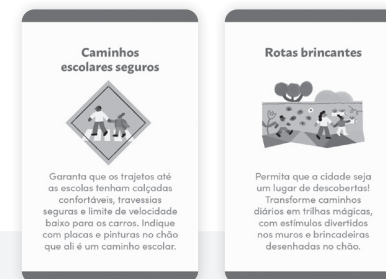 Caminhos
escolares seguros
Garanta que os trajetos até
as escolas tenham calçadas
confortáveis, travessias
seguras e limite de velocidade
baixo para os carros. Indique
com placas e pinturas no chão
que ali é um caminho escolar.
Rotas brincantes
Permita que a cidade seja
um lugar de descobertas!
Transforme caminhos
diários em trilhas mágicas,
com estímulos divertidos
nos muros e brincadeiras
desenhadas no chão.